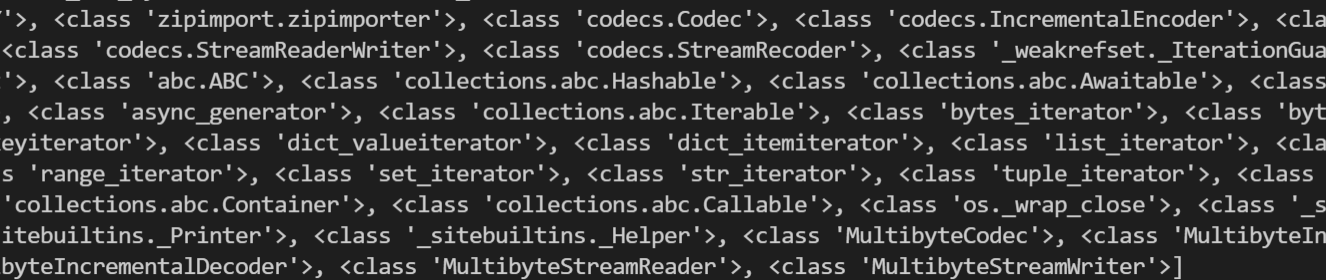 '>, <class 'zipimport.zipimporter'>, <class 'codecs.Codec'>, <class 'codecs.IncrementalEncoder'>, <cla
<class 'codecs.StreamReaderWriter'>, <class 'codecs.StreamRecoder'>, <class '_weakrefset._IterationGua
'>, <class 'abc.ABC'>, <class 'collections.abc.Hashable'>, <class 'collections.abc.Awaitable'>, <class
, <class 'async_generator'>, <class 'collections.abc.Iterable'>, <class 'bytes_iterator'>, <class 'byt
eyiterator'>, <class 'dict_valueiterator'>, <class 'dict_itemiterator'>, <class 'list_iterator'>, <cla
s 'range_iterator'>, <class 'set_iterator'>, <class 'str_iterator'>, <class 'tuple_iterator'>, <class
'collections.abc.Container'>, <class 'collections.abc.Callable'>, <class 'os._wrap_close'>, <class '_s
itebuiltins._Printer'>, <class '_sitebuiltins._Helper'>, <class 'MultibyteCodec'>, <class 'MultibyteIn
byteIncrementalDecoder'>, <class 'MultibyteStreamReader'>, <class 'MultibyteStreamWriter'>]